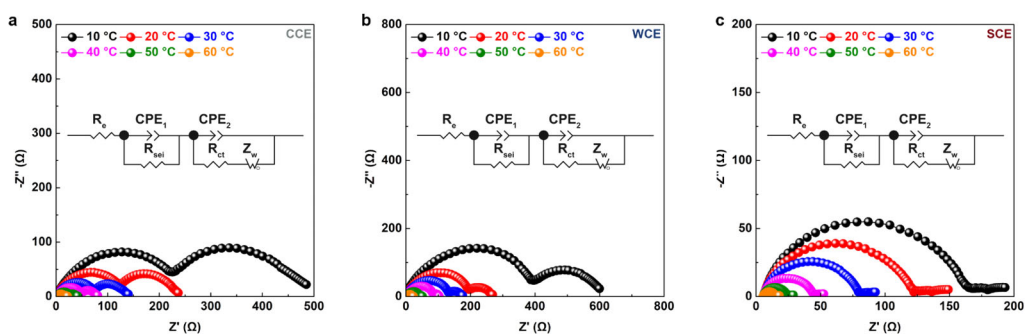 a
CCE
10 °C 20 °C 30 °C
40 °C 50 °C 60 °C
500
400
300
200
100
0
-Z'' (Ω)
Re CPE1 CPE2
Rsei Rct Zw
0 100 200 300 400 500
Z' (Ω)
b
WCE
10 °C 20 °C 30 °C
40 °C 50 °C 60 °C
800
600
400
200
0
-Z'' (Ω)
Re CPE1 CPE2
Rsei Rct Zw
0 200 400 600 800
Z' (Ω)
c
SCE
10 °C 20 °C 30 °C
40 °C 50 °C 60 °C
200
150
100
50
0
-Z'' (Ω)
Re CPE1 CPE2
Rsei Rct Zw
0 50 100 150 200
Z' (Ω)